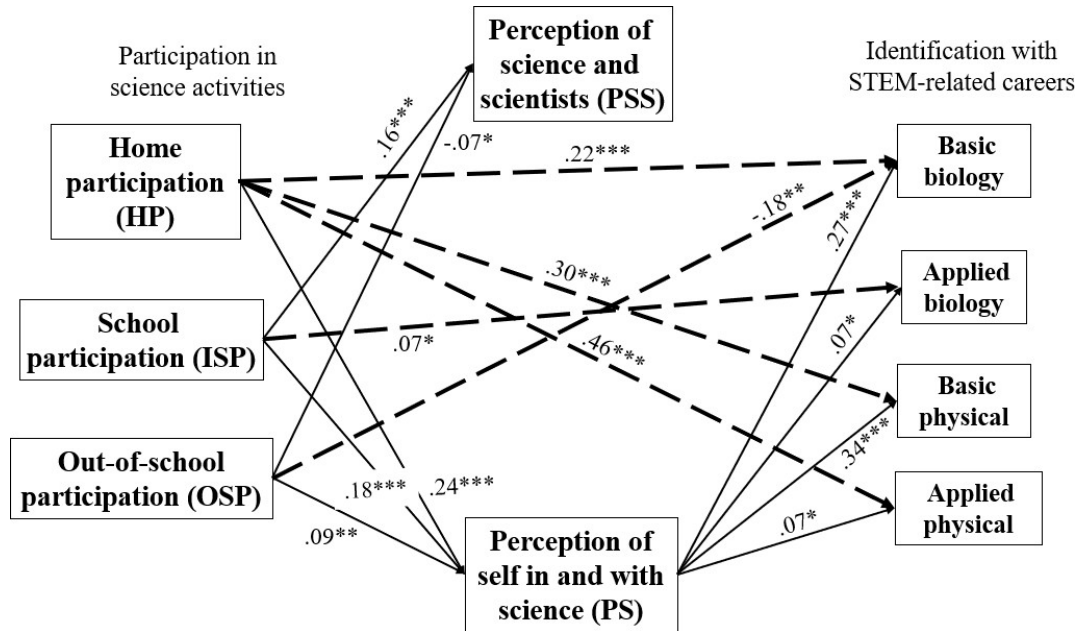 Participation in
science activities
Perception of
science and
scientists (PSS)
Identification with
STEM-related careers
Home
participation
(HP)
School
participation (ISP)
Out-of-school
participation (OSP)
.16***
-.07*
.22***
-.18**
.27***
.30***
.07*
.46***
.07*
.34***
.07*
.18***
.24***
.09**
Basic
biology
Applied
biology
Basic
physical
Applied
physical
Perception of
self in and with
science (PS)